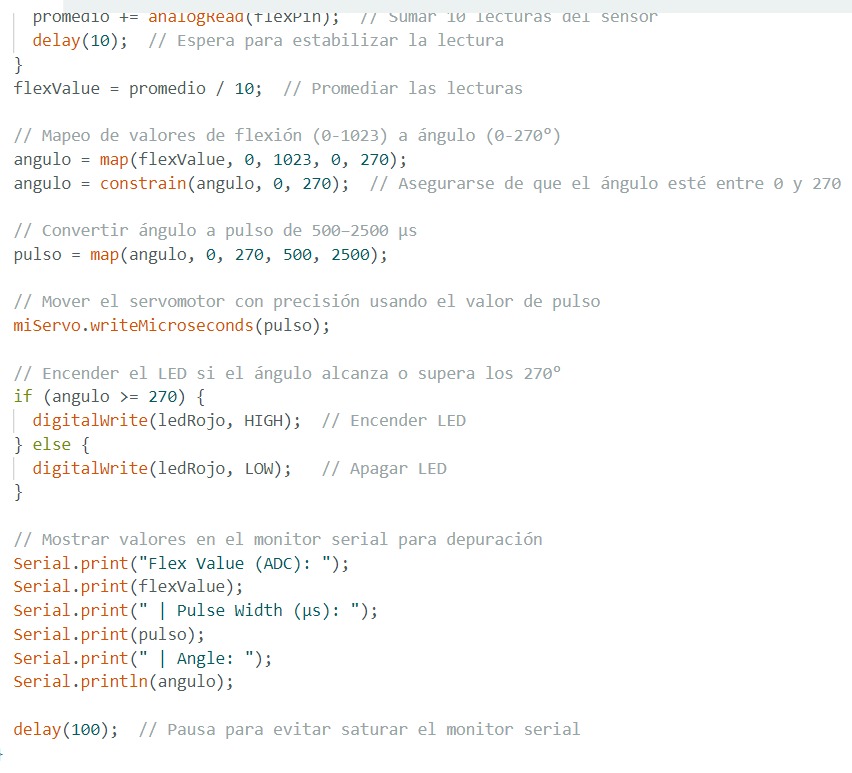 promedio += analogRead(flexPin);  // Sumar 10 lecturas del sensor
delay(10);  // Espera para estabilizar la lectura
}
flexValue = promedio / 10;  // Promediar las lecturas
// Mapeo de valores de flexión (0-1023) a ángulo (0-270°)
angulo = map(flexValue, 0, 1023, 0, 270);
angulo = constrain(angulo, 0, 270);  // Asegurarse de que el ángulo esté entre 0 y 270
// Convertir ángulo a pulso de 500–2500 µs
pulso = map(angulo, 0, 270, 500, 2500);
// Mover el servomotor con precisión usando el valor de pulso
miServo.writeMicroseconds(pulso);
// Encender el LED si el ángulo alcanza o supera los 270°
if (angulo >= 270) {
digitalWrite(ledRojo, HIGH);  // Encender LED
} else {
digitalWrite(ledRojo, LOW);   // Apagar LED
}
// Mostrar valores en el monitor serial para depuración
Serial.print("Flex Value (ADC): ");
Serial.print(flexValue);
Serial.print(" | Pulse Width (µs): ");
Serial.print(pulso);
Serial.print(" | Angle: ");
Serial.println(angulo);
delay(100);  // Pausa para evitar saturar el monitor serial